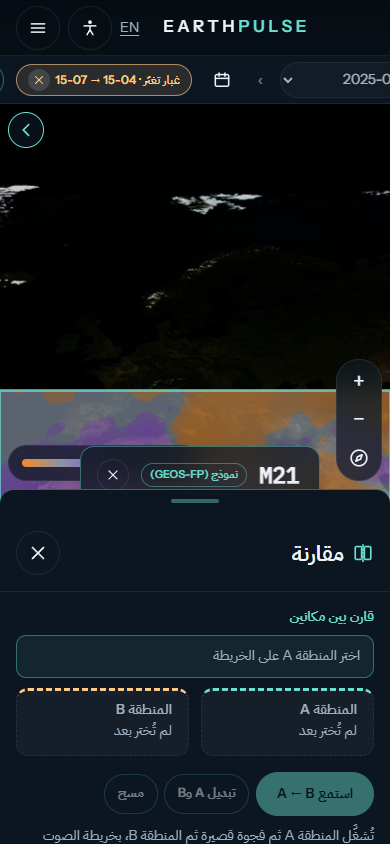 EN
EARTHPULSE
غبار تغيّر · 04-15 → 07-15
2025-0
نموذج (GEOS-FP)
M21
مقارنة
قارن بين مكانين
اختر المنطقة A على الخريطة
المنطقة A
لم تُختر بعد
المنطقة B
لم تُختر بعد
استمع A ← B
تبديل A وB
مسح
تُشغَّل المنطقة A ثم فجوة قصيرة ثم المنطقة B، بخريطة الصوت